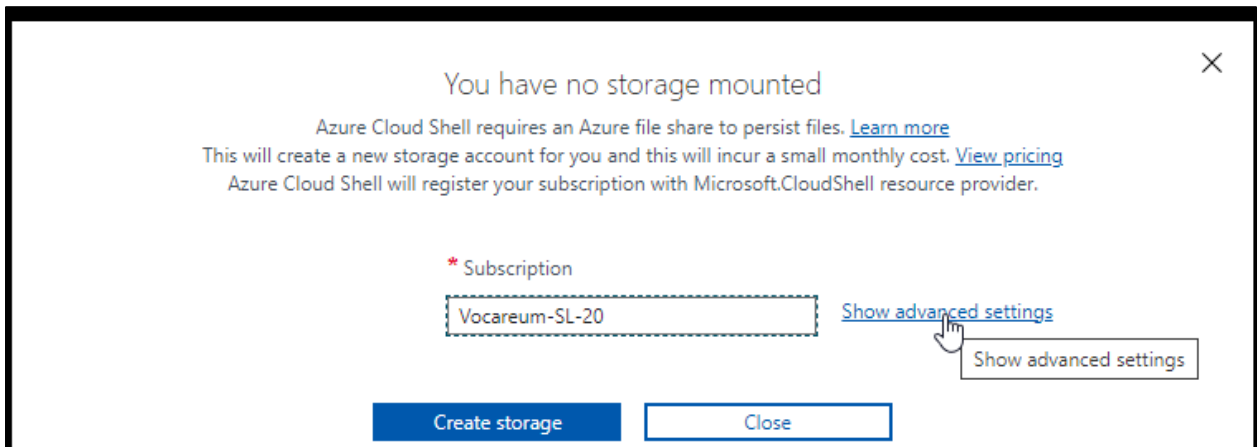 You have no storage mounted
Azure Cloud Shell requires an Azure file share to persist files. Learn more
This will create a new storage account for you and this will incur a small monthly cost. View pricing
Azure Cloud Shell will register your subscription with Microsoft.CloudShell resource provider.
* Subscription
Vocareum-SL-20
Show advanced settings
Show advanced settings
Create storage
Close